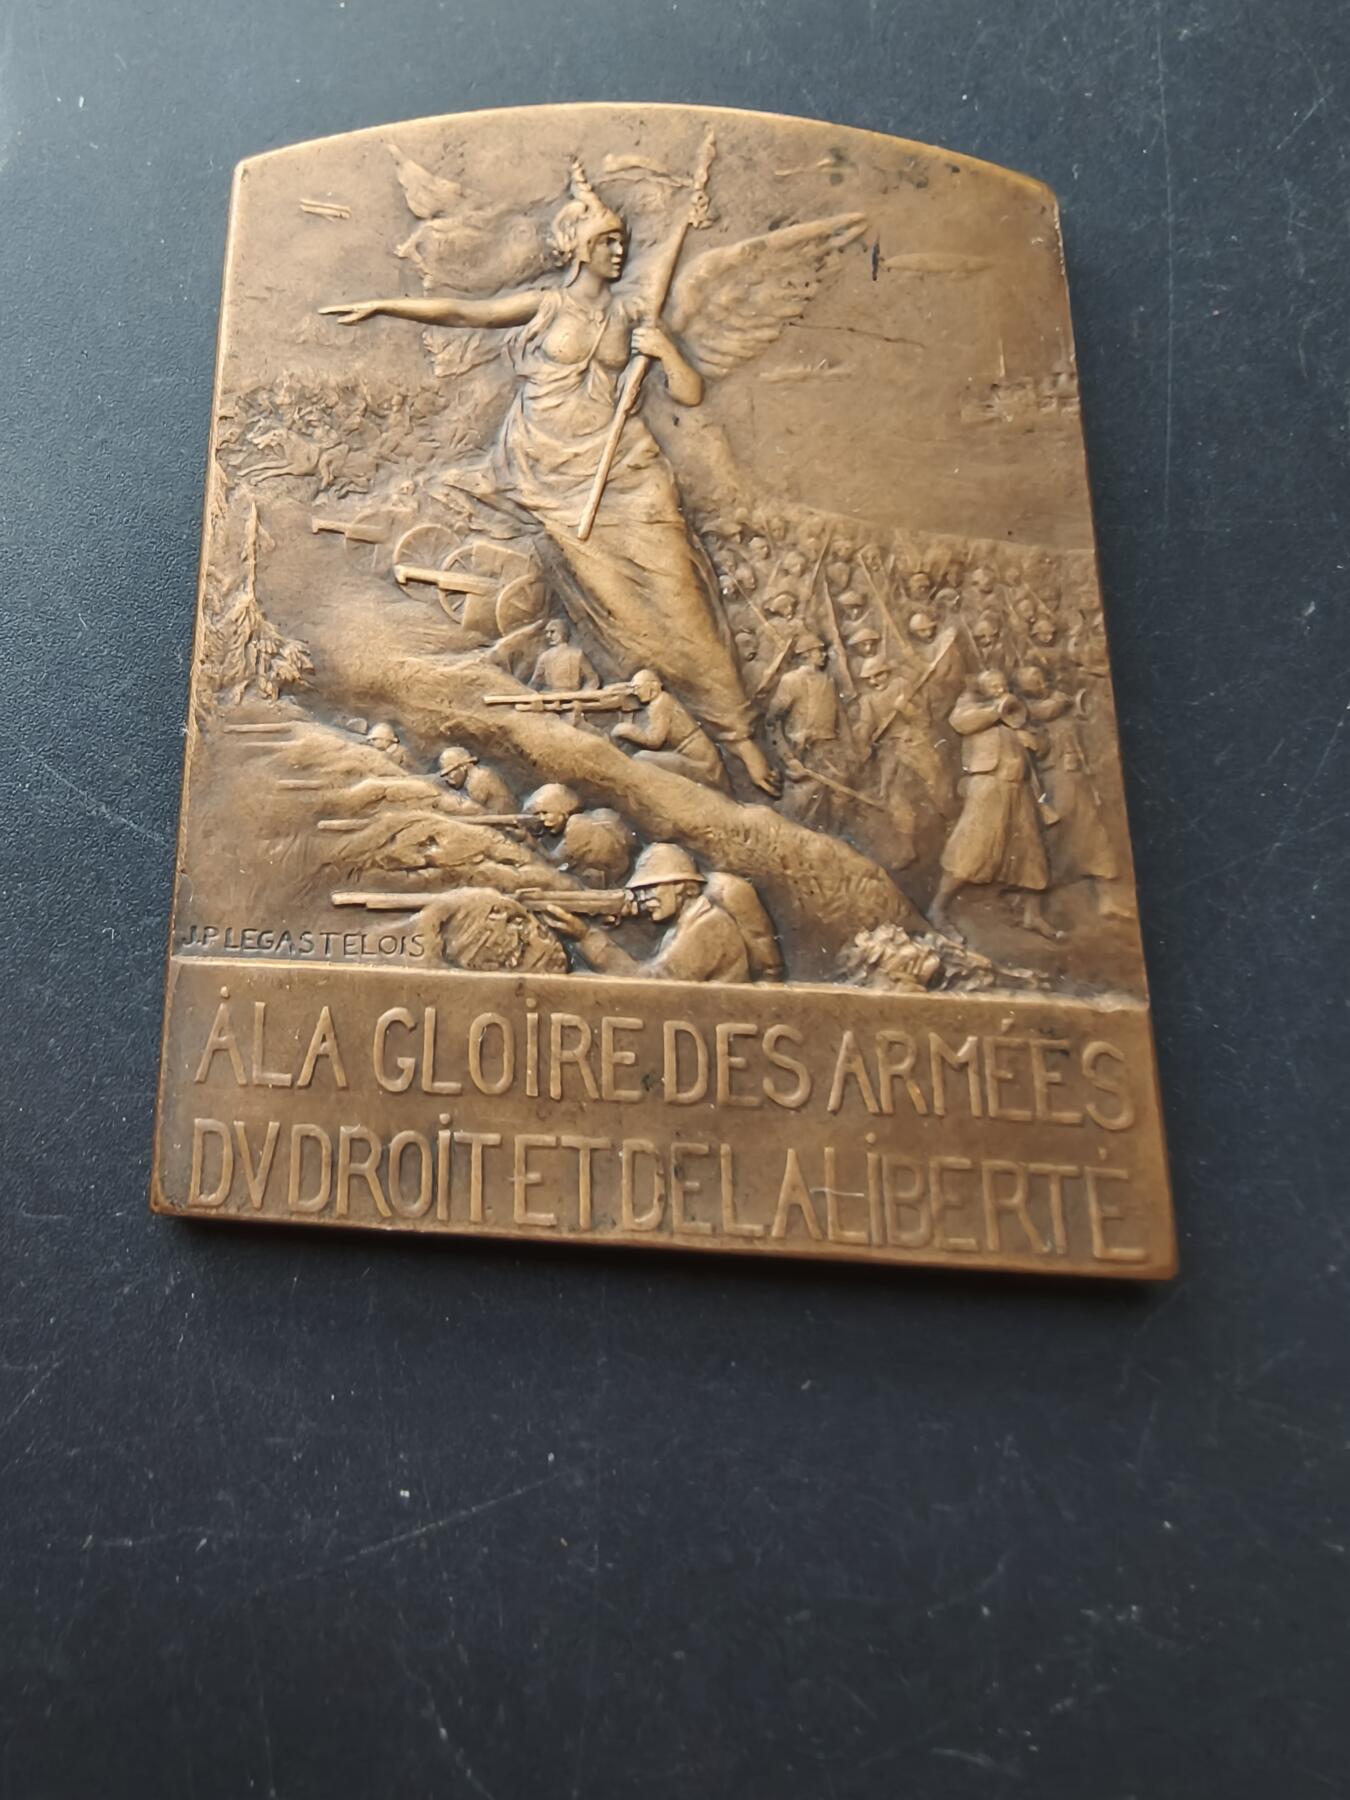 J.P LEGASTELOIS
À LA GLOIRE DES ARMÉES
DV DROIT ET DE LA LIBERTÉ